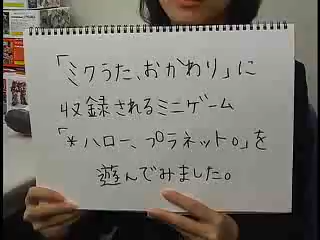 「ミクうた、おかわり」に
収録されるミニゲーム
「*ハロー、プラネット。」を
遊んでみました。